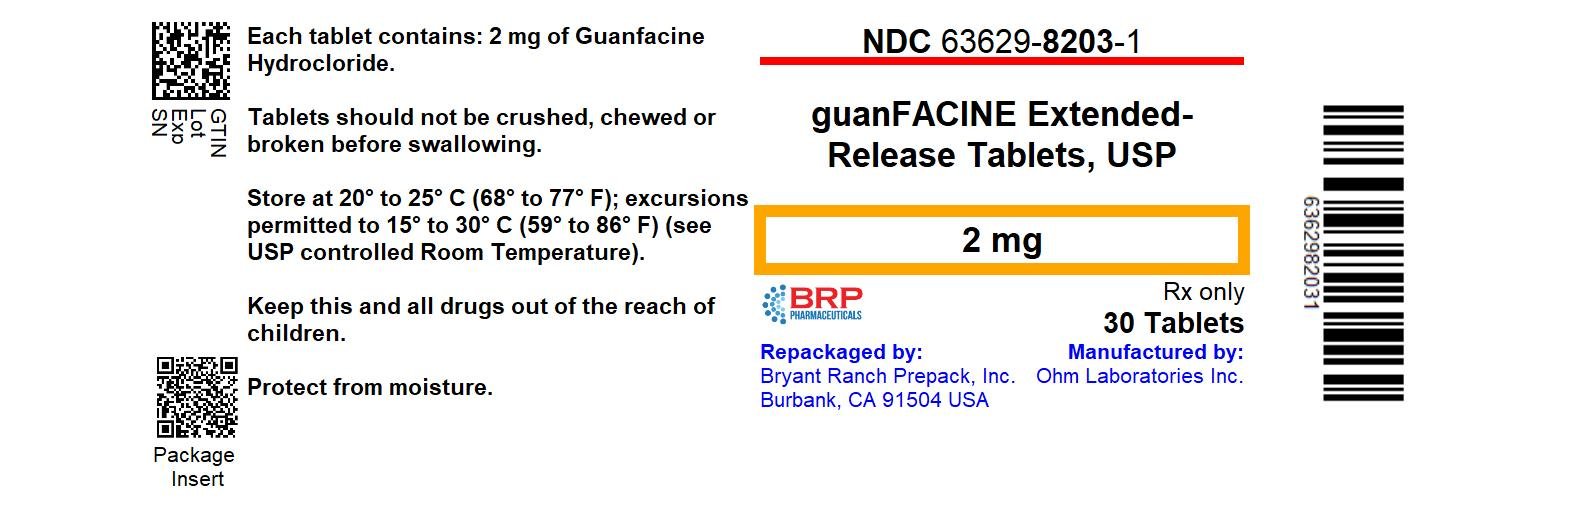 GTIN
Lot
Exp
SN
Each tablet contains: 2 mg of Guanfacine
Hydrocloride.
Tablets should not be crushed, chewed or
broken before swallowing.
Store at 20° to 25° C (68° to 77° F); excursions
permitted to 15° to 30° C (59° to 86° F) (see
USP controlled Room Temperature).
Keep this and all drugs out of the reach of
children.
Protect from moisture.
Package
Insert
NDC 63629-8203-1
guanFACINE Extended-
Release Tablets, USP
2 mg
BRP
PHARMACEUTICALS
Rx only
30 Tablets
Repackaged by:
Bryant Ranch Prepack, Inc.
Burbank, CA 91504 USA
Manufactured by:
Ohm Laboratories Inc.
6362982031